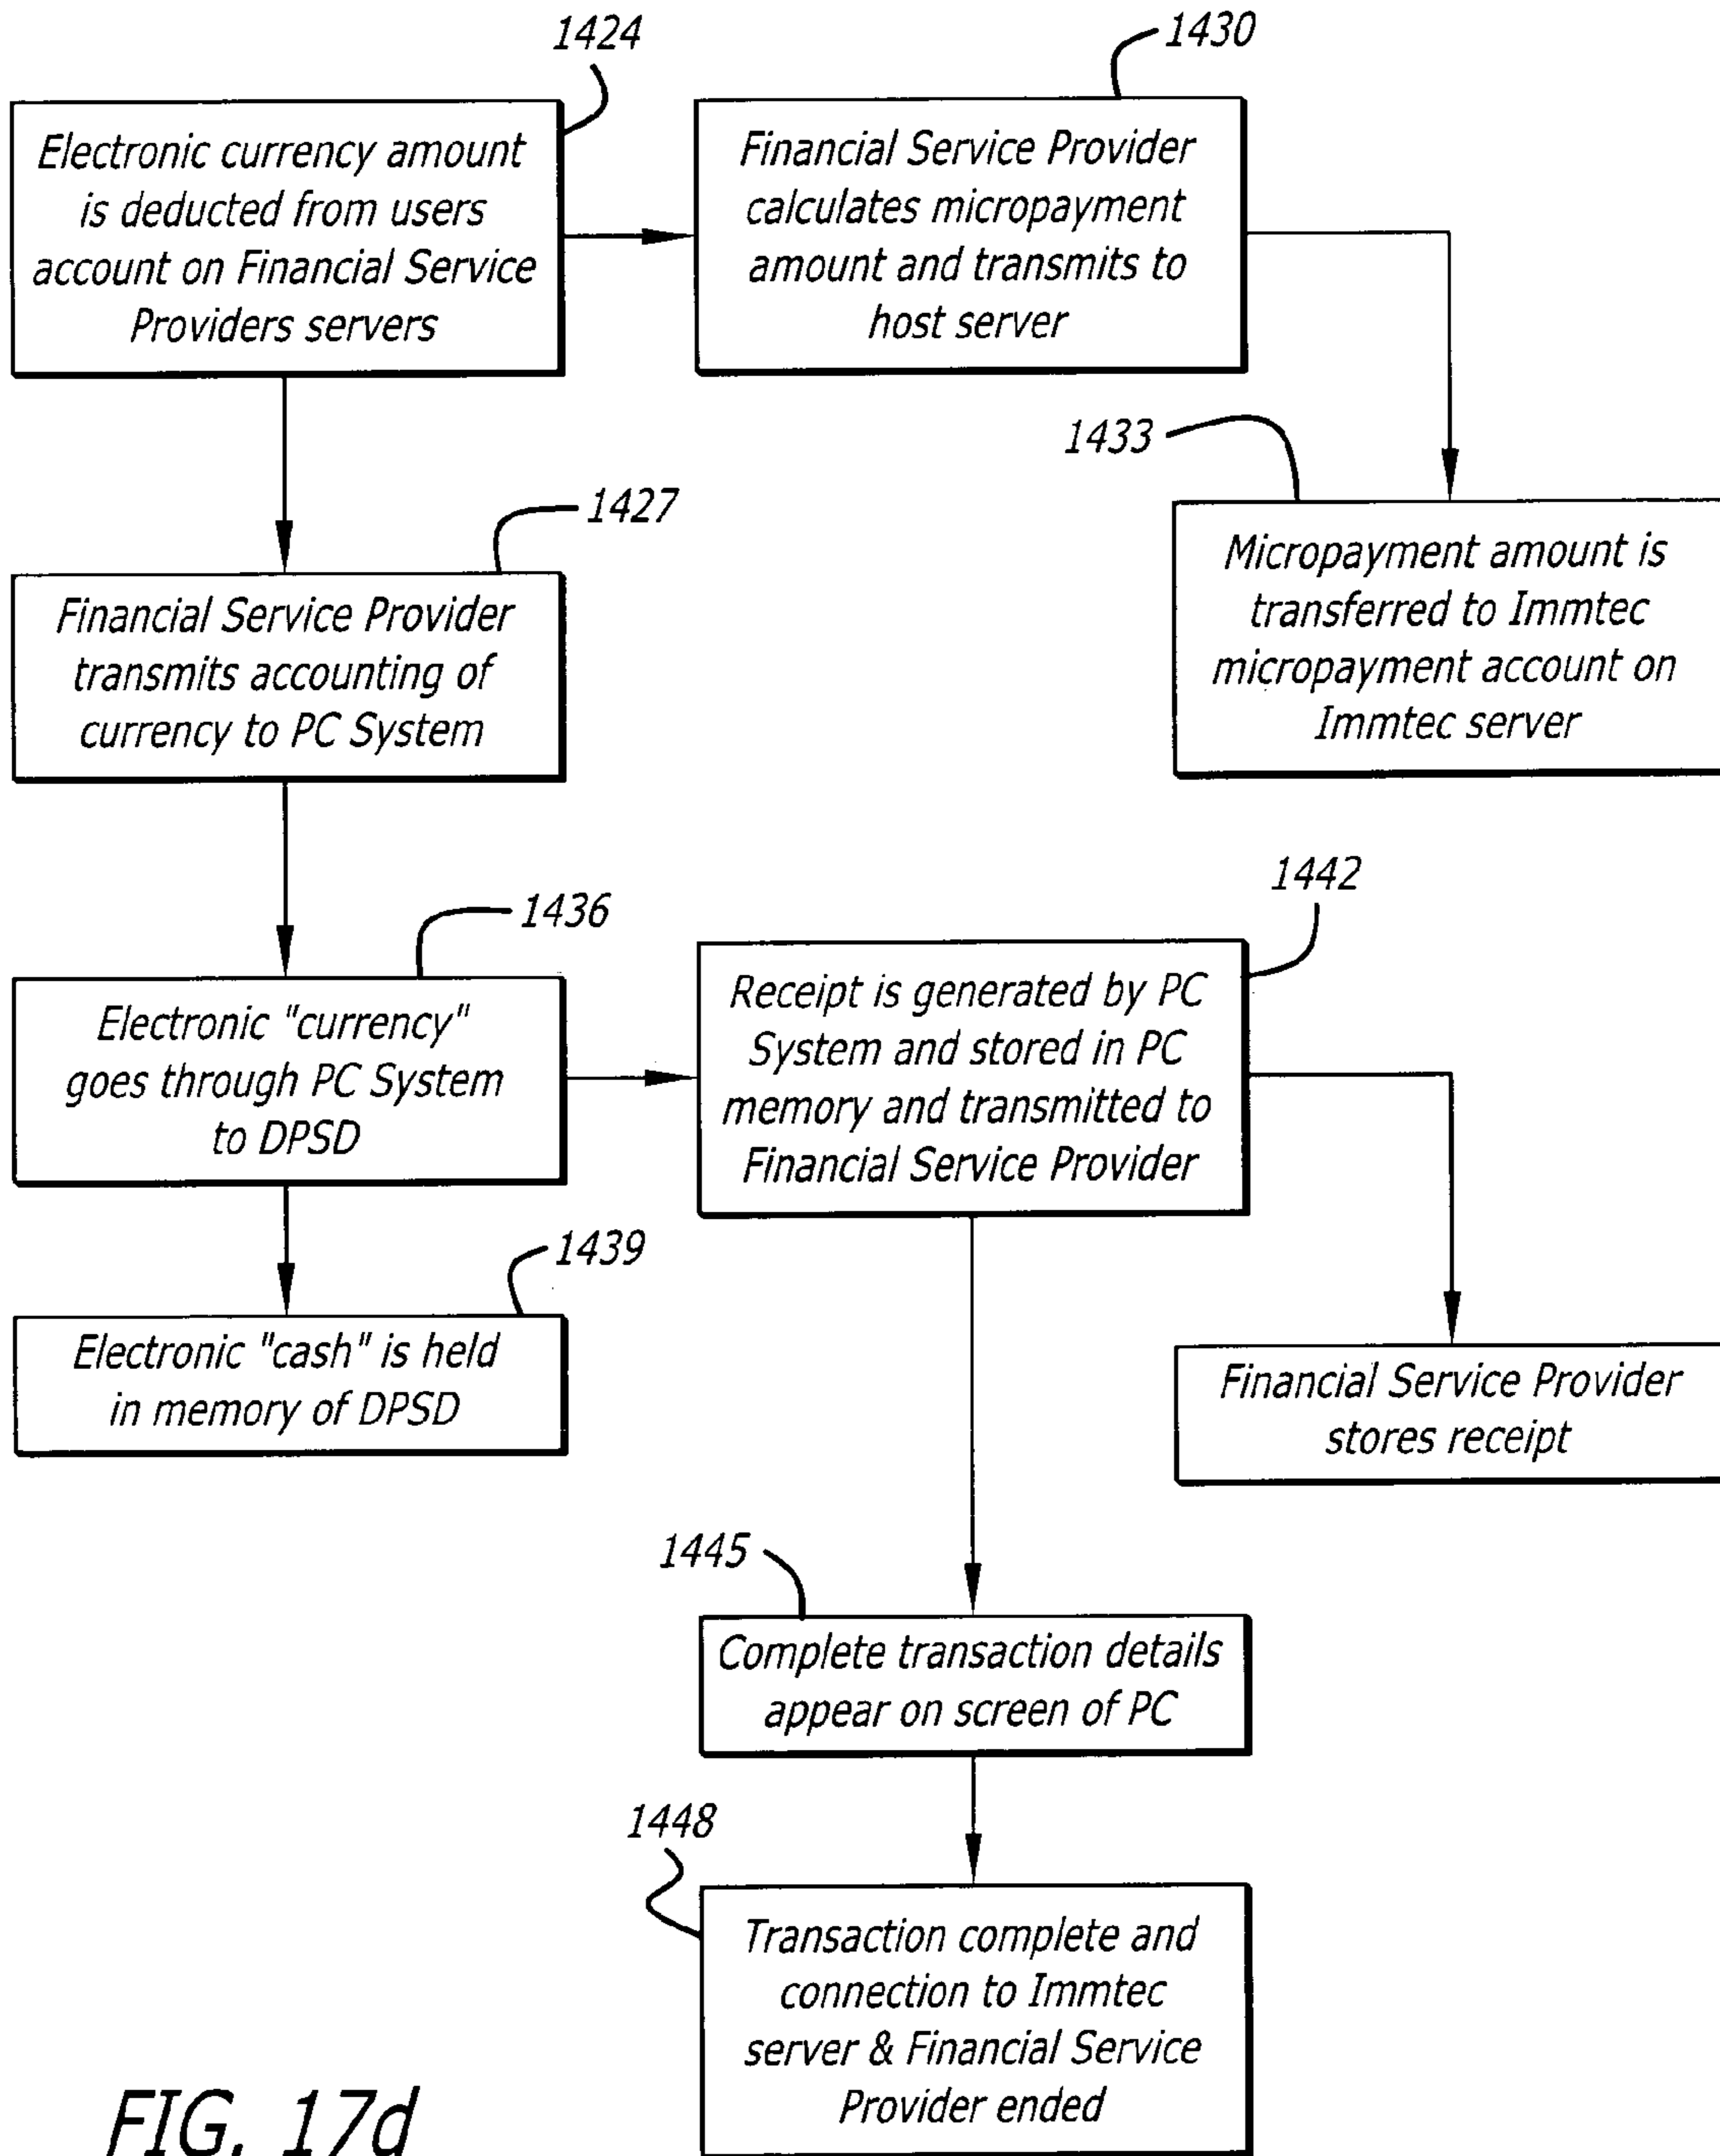 1424
Electronic currency amount
is deducted from users
account on Financial Service
Providers servers
1430
Financial Service Provider
calculates micropayment
amount and transmits to
host server
1433
Micropayment amount is
transferred to Immtec
micropayment account on
Immtec server
1427
Financial Service Provider
transmits accounting of
currency to PC System
1436
Electronic "currency"
goes through PC System
to DPSD
1442
Receipt is generated by PC
System and stored in PC
memory and transmitted to
Financial Service Provider
1439
Electronic "cash" is held
in memory of DPSD
Financial Service Provider
stores receipt
1445
Complete transaction details
appear on screen of PC
1448
Transaction complete and
connection to Immtec
server & Financial Service
Provider ended
FIG. 17d